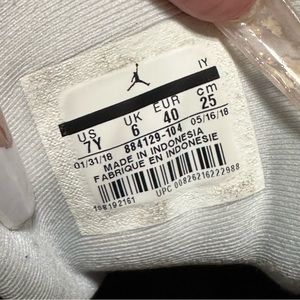 IY
US UK EUR cm
7Y 6 40 25
01/31/18 05/16/18
884129-104
MADE IN INDONESIA
FABRIQUE EN INDONESIE
UPC 00826216222988